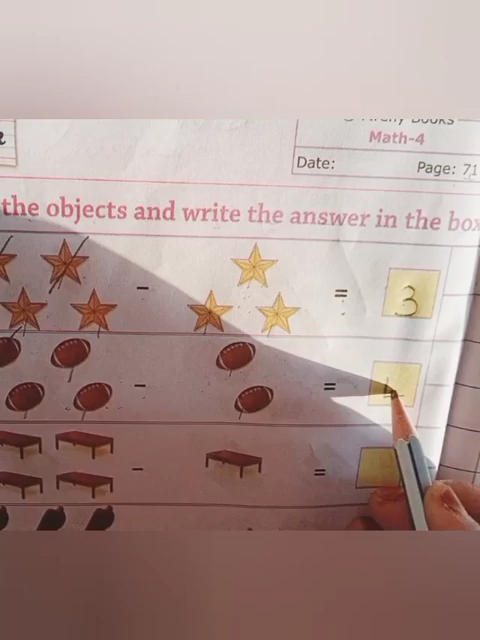 Math-4
Date: Page: 71
the objects and write the answer in the box
- = 3
- =
- =